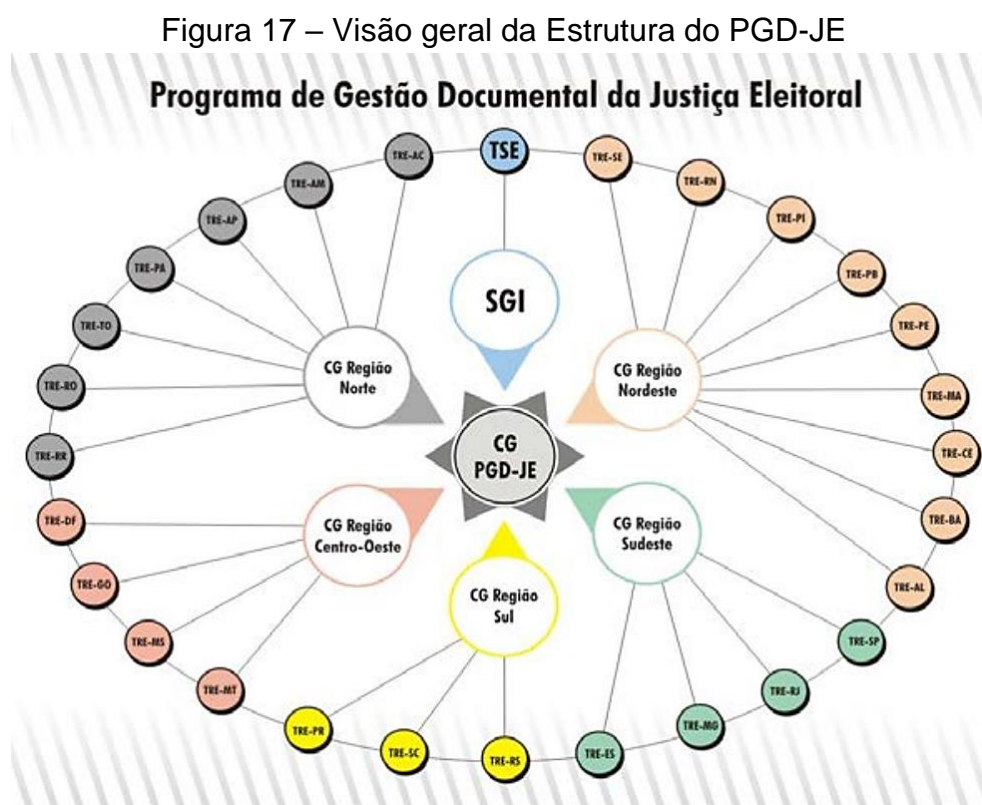 Figura 17 – Visão geral da Estrutura do PGD-JE
Programa de Gestão Documental da Justiça Eleitoral
TSE
TRE-SE
TRE-RN
TRE-PI
TRE-PB
TRE-PE
TRE-MA
TRE-CE
TRE-BA
TRE-AL
TRE-SP
TRE-RJ
TRE-MG
TRE-ES
TRE-RS
TRE-SC
TRE-PR
TRE-MT
TRE-MS
TRE-GO
TRE-DF
TRE-RR
TRE-RO
TRE-TO
TRE-PA
TRE-AP
TRE-AM
TRE-AC
SGI
CG Região
Norte
CG Região
Nordeste
CG
PGD-JE
CG Região
Centro-Oeste
CG Região
Sudeste
CG Região
Sul